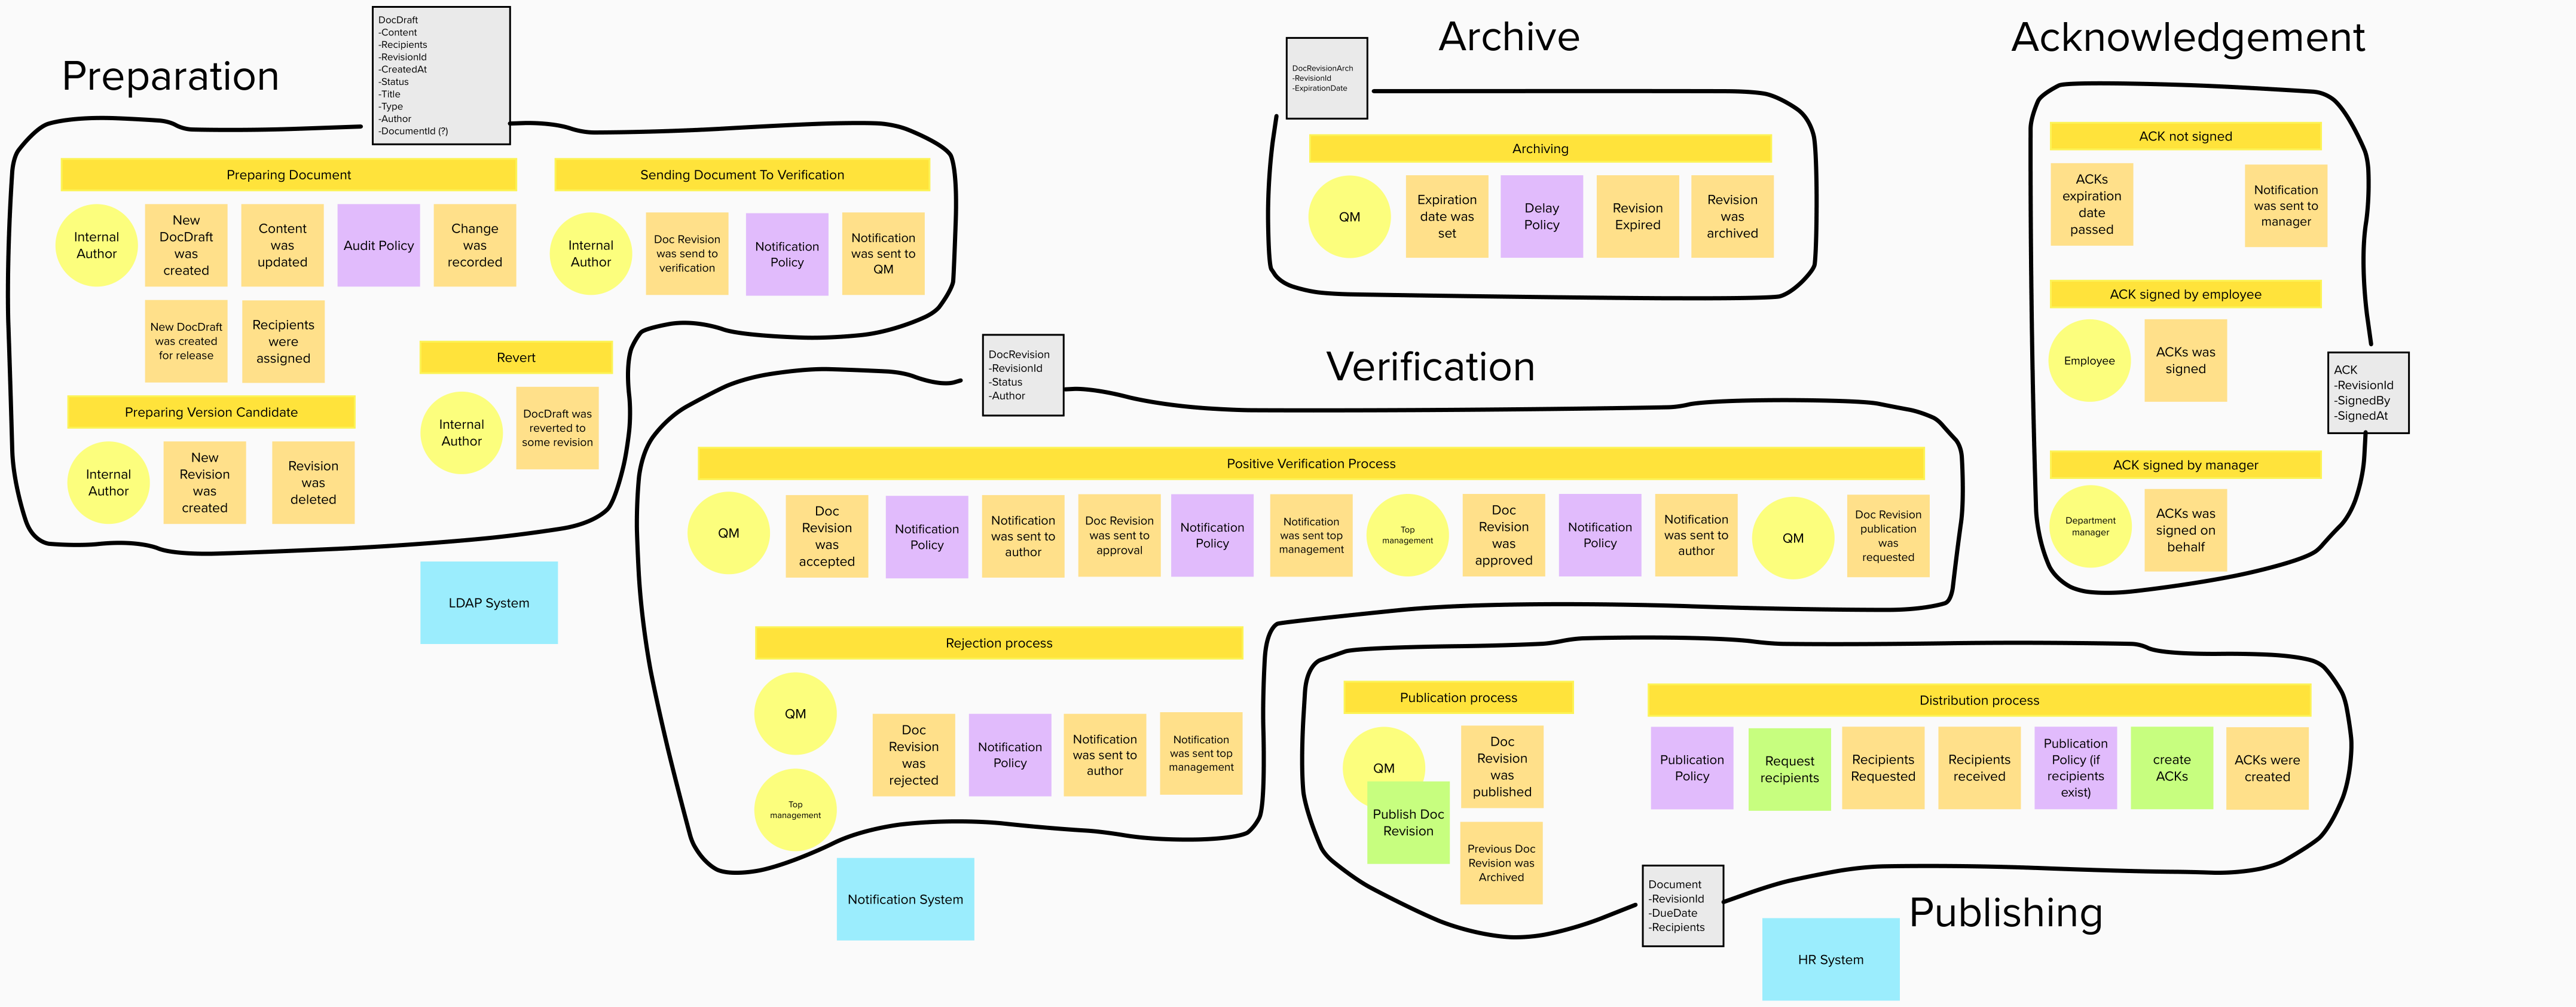 Preparation
DocDraft
-Content
-Recipients
-RevisionId
-CreatedAt
-Status
-Title
-Type
-Author
-DocumentId (?)
Preparing Document
Internal
Author
New
DocDraft
was
created
Content
was
updated
Audit Policy
Change
was
recorded
New DocDraft
was created
for release
Recipients
were
assigned
Sending Document To Verification
Internal
Author
Doc Revision
was send to
verification
Notification
Policy
Notification
was sent to
QM
Revert
Internal
Author
DocDraft was
reverted to
some revision
Preparing Version Candidate
Internal
Author
New
Revision
was
created
Revision
was
deleted
LDAP System
Archive
DocRevisionArch
-RevisionId
-ExpirationDate
Archiving
QM
Expiration
date was
set
Delay
Policy
Revision
Expired
Revision
was
archived
Verification
DocRevision
-RevisionId
-Status
-Author
Positive Verification Process
QM
Doc
Revision
was
accepted
Notification
Policy
Notification
was sent to
author
Doc Revision
was sent to
approval
Notification
Policy
Notification
was sent top
management
Top
management
Doc
Revision
was
approved
Notification
Policy
Notification
was sent to
author
QM
Doc Revision
publication
was
requested
Rejection process
QM
Top
management
Doc
Revision
was
rejected
Notification
Policy
Notification
was sent to
author
Notification
was sent top
management
Notification System
Acknowledgement
ACK not signed
ACKs
expiration
date
passed
Notification
was sent to
manager
ACK signed by employee
Employee
ACKs was
signed
ACK
-RevisionId
-SignedBy
-SignedAt
ACK signed by manager
Department
manager
ACKs was
signed on
behalf
Publication process
QM
Publish Doc
Revision
Doc
Revision
was
published
Previous Doc
Revision was
Archived
Distribution process
Publication
Policy
Request
recipients
Recipients
Requested
Recipients
received
Publication
Policy (if
recipients
exist)
create
ACKs
ACKs were
created
Document
-RevisionId
-DueDate
-Recipients
Publishing
HR System